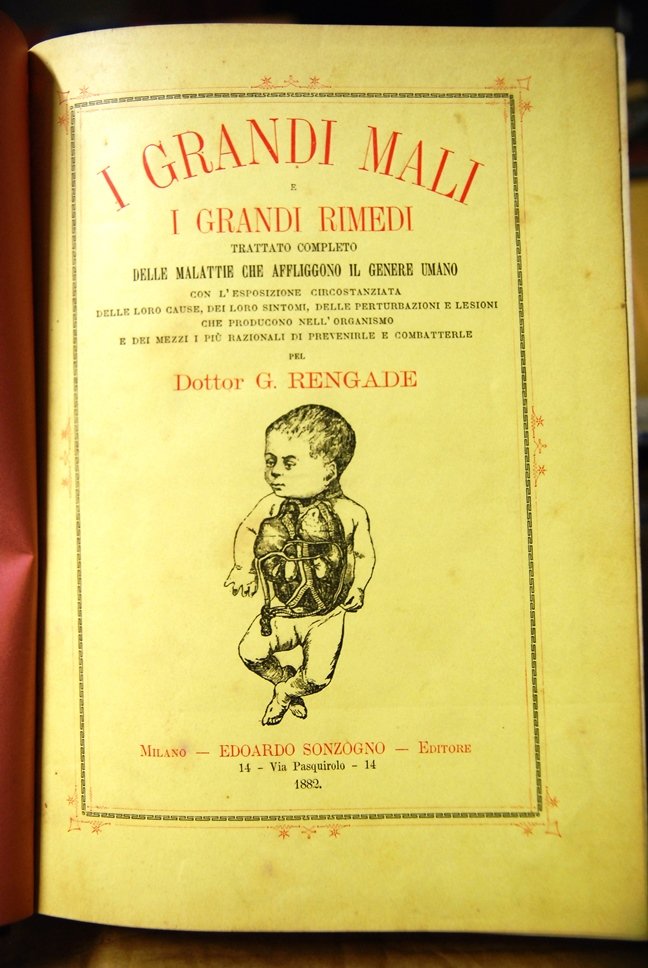 I GRANDI MALI
E
I GRANDI RIMEDI
TRATTATO COMPLETO
DELLE MALATTIE CHE AFFLIGGONO IL GENERE UMANO
CON L'ESPOSIZIONE CIRCOSTANZIATA
DELLE LORO CAUSE, DEI LORO SINTOMI, DELLE PERTURBAZIONI E LESIONI
CHE PRODUCONO NELL'ORGANISMO
E DEI MEZZI I PIÙ RAZIONALI DI PREVENIRLE E COMBATTERLE
PEL
Dottor G. RENGADE
MILANO — EDOARDO SONZOGNO — EDITORE
14 - Via Pasquirolo - 14
1882.